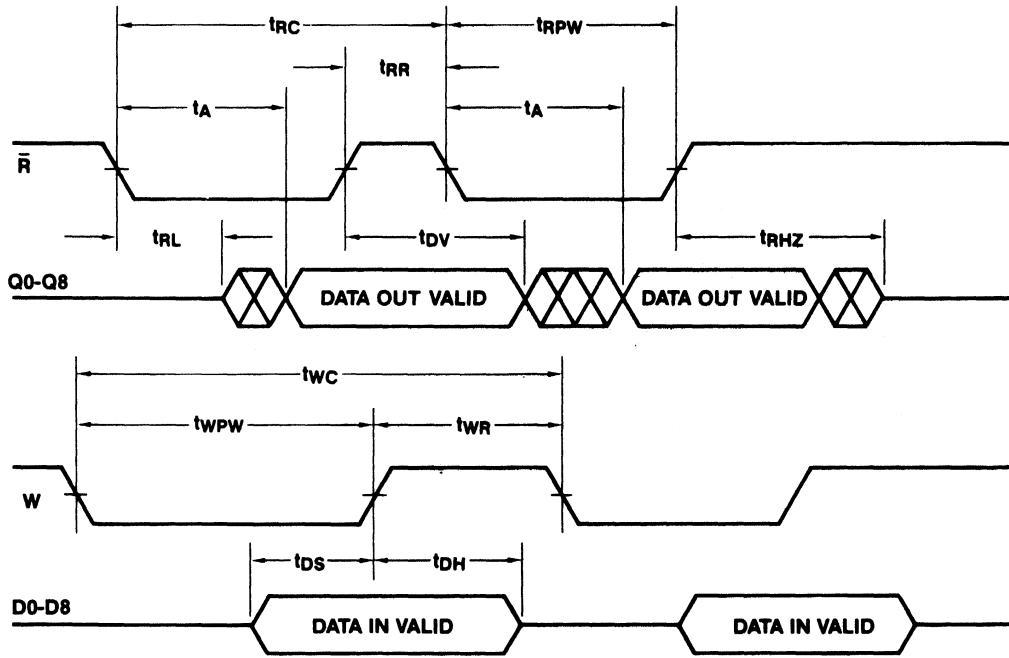 tRC tRPW
tRR
tA tA
R̅
tRL tDV tRHZ
Q0-Q8
DATA OUT VALID DATA OUT VALID
tWC
tWPW tWR
W
tDS tDH
D0-D8
DATA IN VALID DATA IN VALID